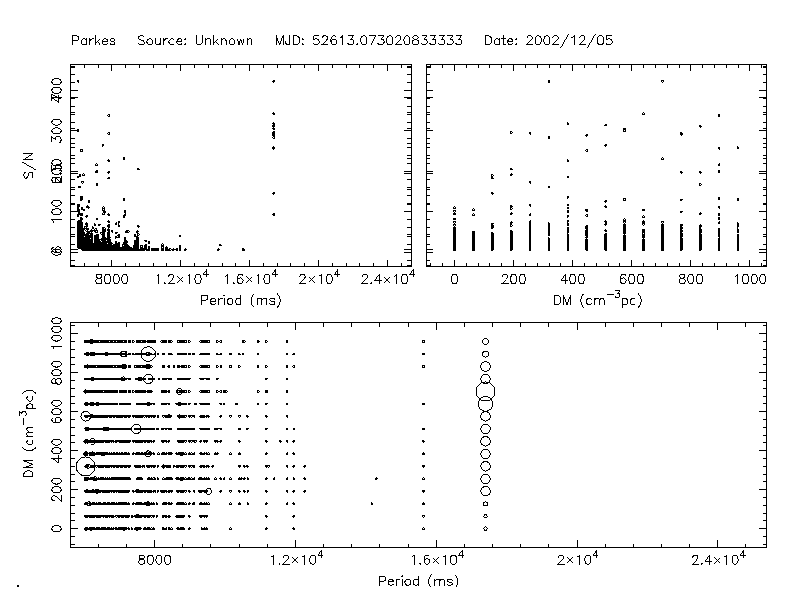 Parkes Source: Unknown MJD: 52613.073020833333 Date: 2002/12/05
S/N
300
100
8000 1.2×10⁴ 1.6×10⁴ 2×10⁴ 2.4×10⁴
Period (ms)
0 200 400 600 800 1000
DM (cm⁻³pc)
DM (cm⁻³pc)
1000
800
600
400
200
0
8000 1.2×10⁴ 1.6×10⁴ 2×10⁴ 2.4×10⁴
Period (ms)